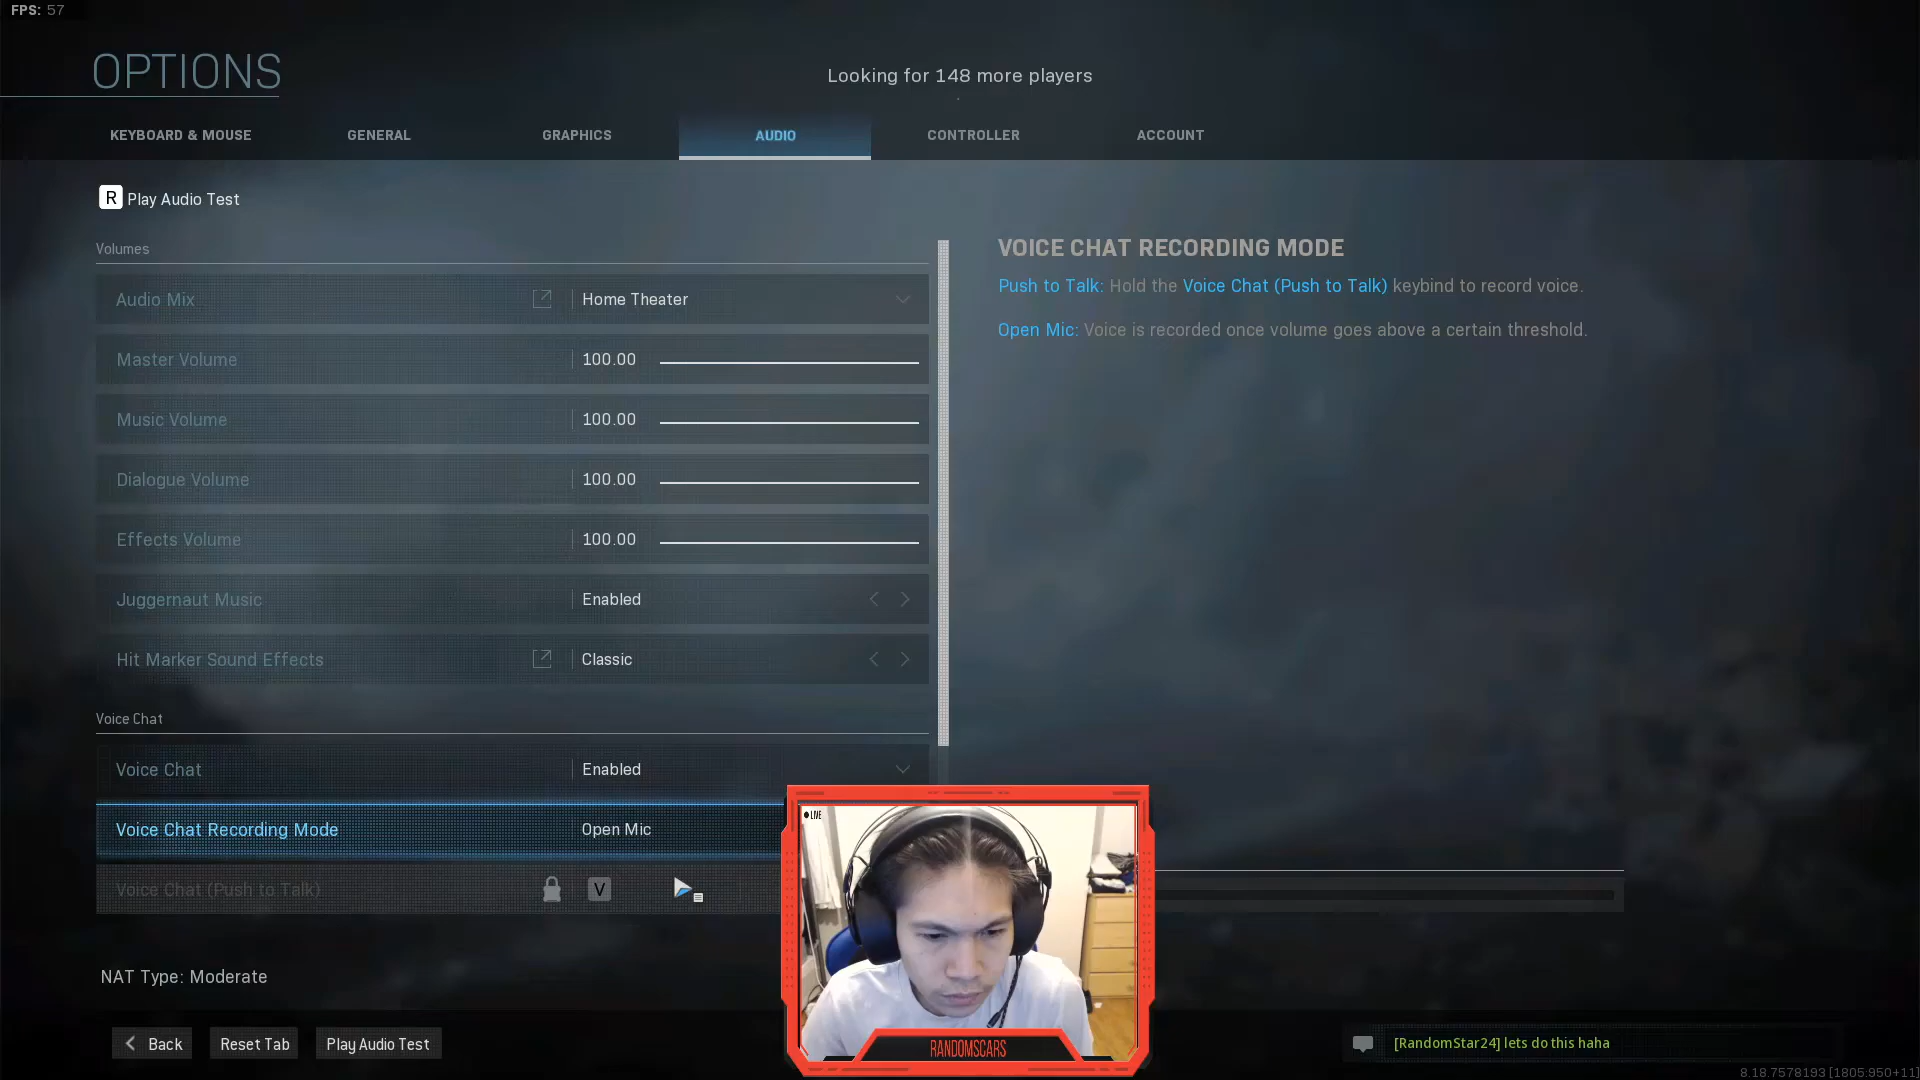 FPS: 57
OPTIONS
Looking for 148 more players
KEYBOARD & MOUSE
GENERAL
GRAPHICS
AUDIO
CONTROLLER
ACCOUNT
R Play Audio Test
Volumes
Audio Mix
Home Theater
Master Volume
100.00
Music Volume
100.00
Dialogue Volume
100.00
Effects Volume
100.00
Juggernaut Music
Enabled
Hit Marker Sound Effects
Classic
Voice Chat
Voice Chat
Enabled
Voice Chat Recording Mode
Open Mic
Voice Chat (Push to Talk)
V
VOICE CHAT RECORDING MODE
Push to Talk: Hold the Voice Chat (Push to Talk) keybind to record voice.
Open Mic: Voice is recorded once volume goes above a certain threshold.
LIVE
RANDOMSCARS
NAT Type: Moderate
Back
Reset Tab
Play Audio Test
[RandomStar24] lets do this haha
8.18.7578193 [1805:950+11]